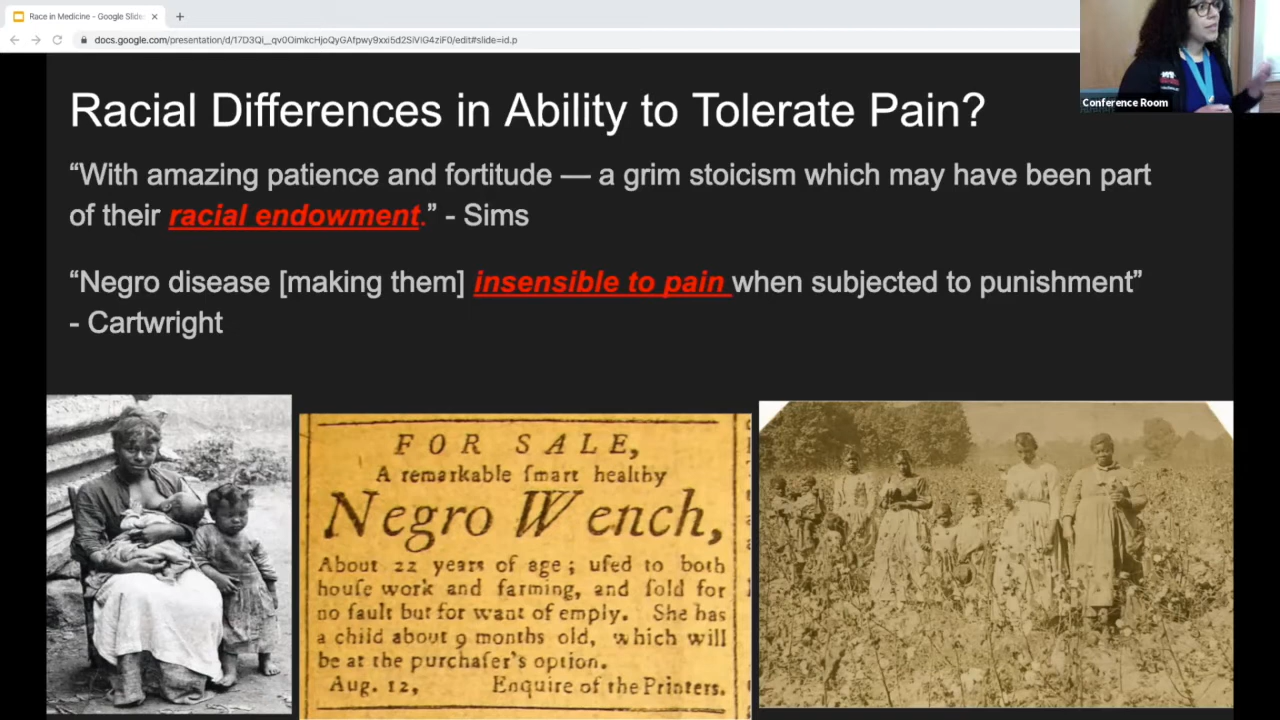 Race in Medicine - Google Slides
docs.google.com/presentation/d/17D3Qi__qv0OimkcHjoQyGAfpwy9xxi5d2SiVlG4ziF0/edit#slide=id.p
Conference Room
Racial Differences in Ability to Tolerate Pain?
“With amazing patience and fortitude — a grim stoicism which may have been part
of their racial endowment.” - Sims
“Negro disease [making them] insensible to pain when subjected to punishment”
- Cartwright
FOR SALE,
A remarkable ſmart healthy
Negro Wench,
About 22 years of age; uſed to both
houſe work and farming, and ſold for
no fault but for want of emply. She has
a child about 9 months old, which will
be at the purchaſer's option.
Aug. 12, Enquire of the Printers.